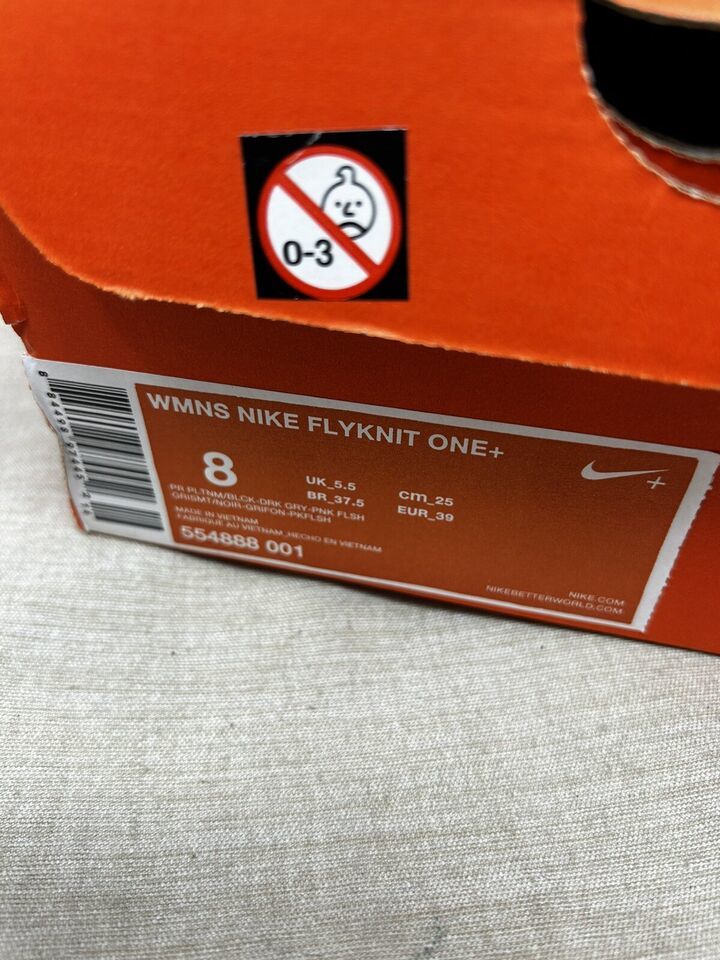 0-3
WMNS NIKE FLYKNIT ONE+
8
UK_5.5
BR_37.5
cm_25
EUR_39
PR PLTNM/BLCK-DRK GRY-PNK FLSH
GRISMT/NOIR-GRIFON-PKFLSH
MADE IN VIETNAM
FABRIQUE AU VIETNAM_HECHO EN VIETNAM
554888 001
NIKE.COM
NIKEBETTERWORLD.COM